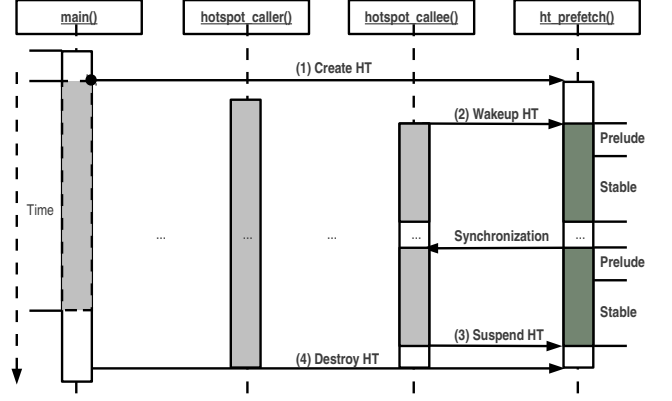 main()
hotspot_caller()
hotspot_callee()
ht_prefetch()
(1) Create HT
(2) Wakeup HT
Prelude
Stable
Time
...
...
...
...
...
Synchronization
Prelude
Stable
(3) Suspend HT
(4) Destroy HT